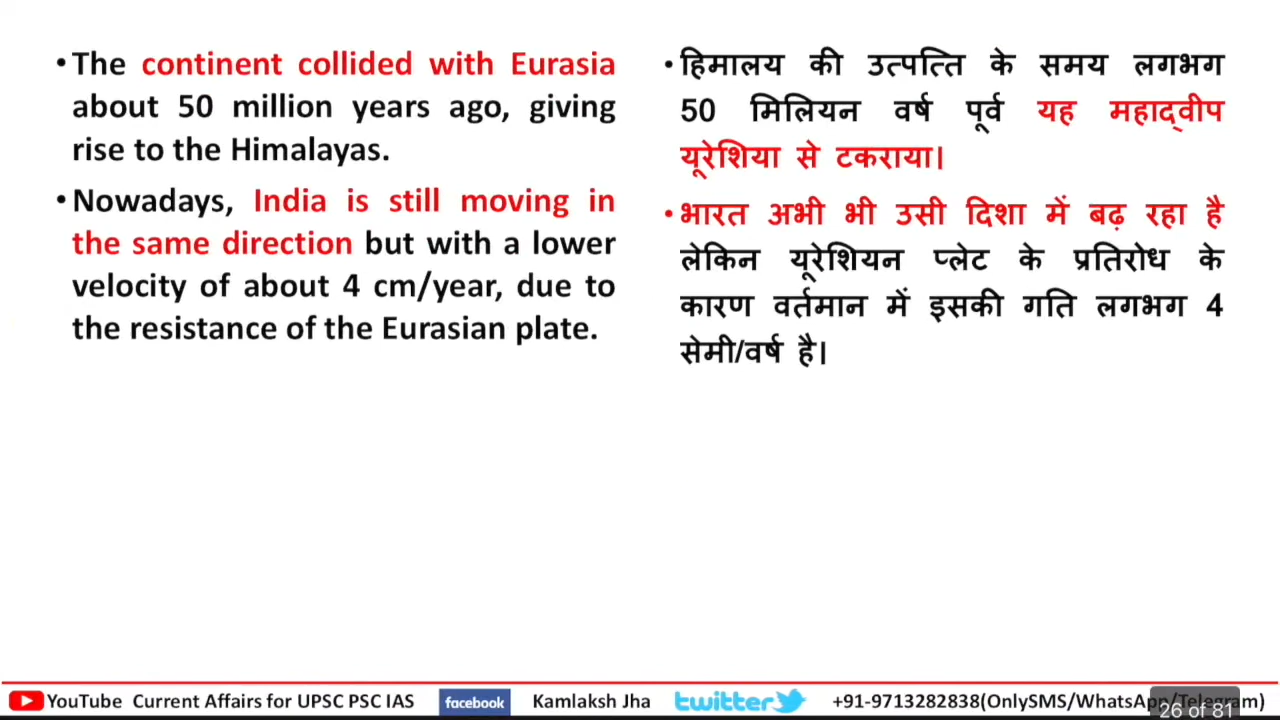 •The continent collided with Eurasia
about 50 million years ago, giving
rise to the Himalayas.
•Nowadays, India is still moving in
the same direction but with a lower
velocity of about 4 cm/year, due to
the resistance of the Eurasian plate.
•हिमालय की उत्पत्ति के समय लगभग
50 मिलियन वर्ष पूर्व यह महाद्वीप
यूरेशिया से टकराया।
•भारत अभी भी उसी दिशा में बढ़ रहा है
लेकिन यूरेशियन प्लेट के प्रतिरोध के
कारण वर्तमान में इसकी गति लगभग 4
सेमी/वर्ष है।
YouTube Current Affairs for UPSC PSC IAS facebook Kamlaksh Jha twitter +91-9713282838(OnlySMS/WhatsApp/Telegram)
26 of 81